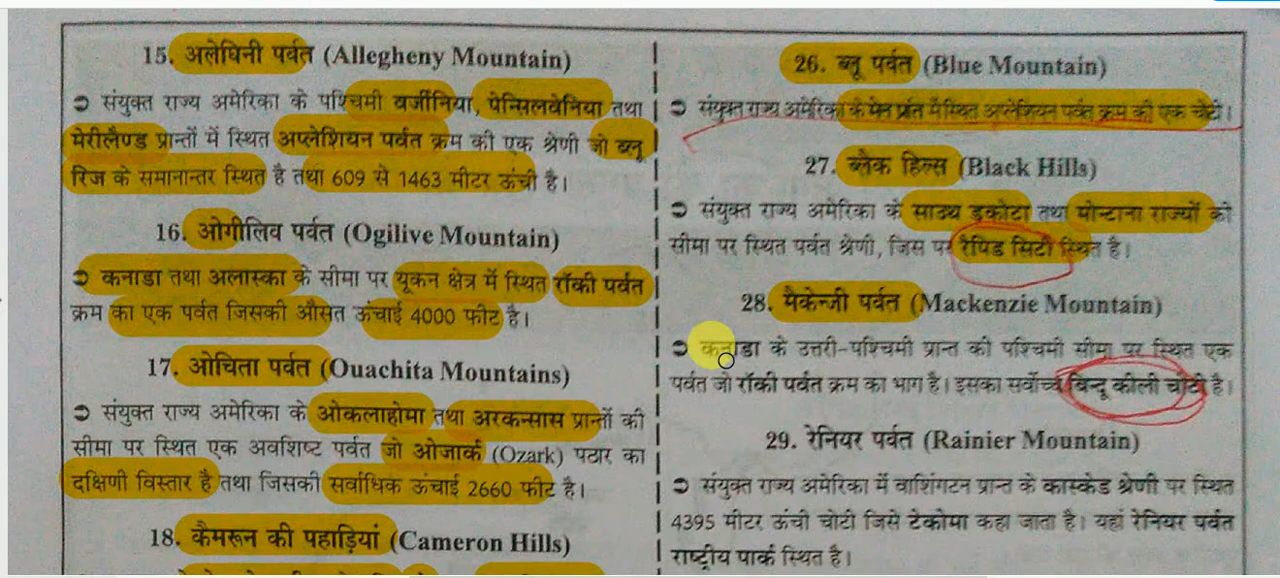 15. अलेघिनी पर्वत (Allegheny Mountain)
➲ संयुक्त राज्य अमेरिका के पश्चिमी वर्जीनिया, पेन्सिलवेनिया तथा
मेरीलैण्ड प्रान्तों में स्थित अप्लेशियन पर्वत क्रम की एक श्रेणी जो ब्लू
रिज के समानान्तर स्थित है तथा 609 से 1463 मीटर ऊंची है।
16. ओगीलिव पर्वत (Ogilive Mountain)
➲ कनाडा तथा अलास्का के सीमा पर यूकन क्षेत्र में स्थित रॉकी पर्वत
क्रम का एक पर्वत जिसकी औसत ऊंचाई 4000 फीट है।
17. ओचिता पर्वत (Ouachita Mountains)
➲ संयुक्त राज्य अमेरिका के ओकलाहोमा तथा अरकन्सास प्रान्तों की
सीमा पर स्थित एक अवशिष्ट पर्वत जो ओजार्क (Ozark) पठार का
दक्षिणी विस्तार है तथा जिसकी सर्वाधिक ऊंचाई 2660 फीट है।
18. कैमरून की पहाड़ियां (Cameron Hills)
26. ब्लू पर्वत (Blue Mountain)
➲ संयुक्त राज्य अमेरिका के मेन प्रांत में स्थित अप्लेशियन पर्वत क्रम की एक चोटी।
27. ब्लैक हिल्स (Black Hills)
➲ संयुक्त राज्य अमेरिका के साउथ डकोटा तथा मोन्टाना राज्यों की
सीमा पर स्थित पर्वत श्रेणी, जिस पर रैपिड सिटी स्थित है।
28. मैकेन्जी पर्वत (Mackenzie Mountain)
➲ कनाडा के उत्तरी-पश्चिमी प्रान्त की पश्चिमी सीमा पर स्थित एक
पर्वत जो रॉकी पर्वत क्रम का भाग है। इसका सर्वोच्च बिन्दू कीली चोटी है।
29. रेनियर पर्वत (Rainier Mountain)
➲ संयुक्त राज्य अमेरिका में वाशिंगटन प्रान्त के कास्केड श्रेणी पर स्थित
4395 मीटर ऊंची चोटी जिसे टेकोमा कहा जाता है। यहां रेनियर पर्वत
राष्ट्रीय पार्क स्थित है।